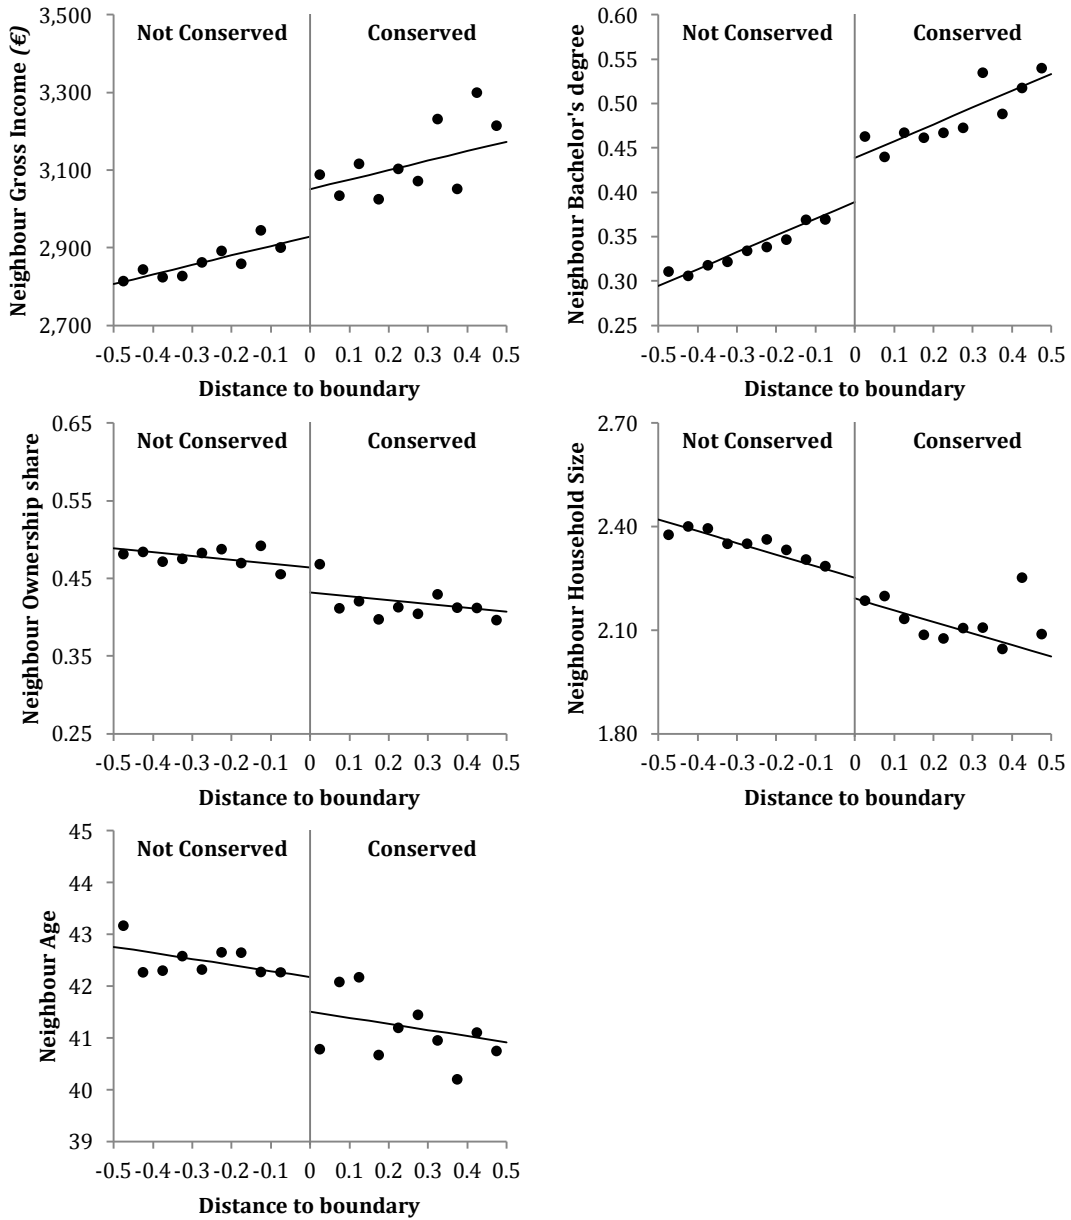 Neighbour Gross Income (€)
3,500
3,300
3,100
2,900
2,700
Not Conserved
Conserved
-0.5 -0.4 -0.3 -0.2 -0.1 0 0.1 0.2 0.3 0.4 0.5
Distance to boundary
Neighbour Bachelor's degree
0.60
0.55
0.50
0.45
0.40
0.35
0.30
0.25
Not Conserved
Conserved
-0.5 -0.4 -0.3 -0.2 -0.1 0 0.1 0.2 0.3 0.4 0.5
Distance to boundary
Neighbour Ownership share
0.65
0.55
0.45
0.35
0.25
Not Conserved
Conserved
-0.5 -0.4 -0.3 -0.2 -0.1 0 0.1 0.2 0.3 0.4 0.5
Distance to boundary
Neighbour Household Size
2.70
2.40
2.10
1.80
Not Conserved
Conserved
-0.5 -0.4 -0.3 -0.2 -0.1 0 0.1 0.2 0.3 0.4 0.5
Distance to boundary
Neighbour Age
45
44
43
42
41
40
39
Not Conserved
Conserved
-0.5 -0.4 -0.3 -0.2 -0.1 0 0.1 0.2 0.3 0.4 0.5
Distance to boundary